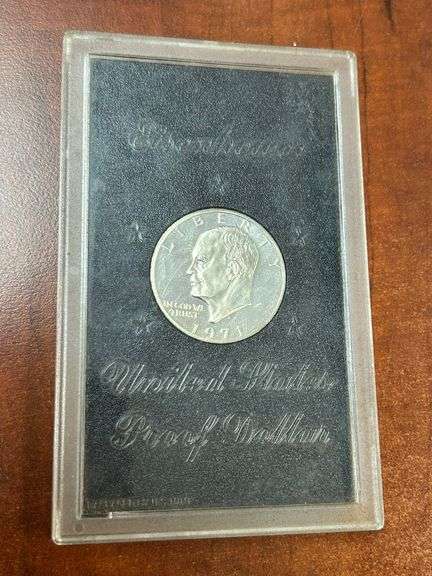 Eisenhower
LIBERTY
IN GOD WE
TRUST
1971
United States
Proof Dollar